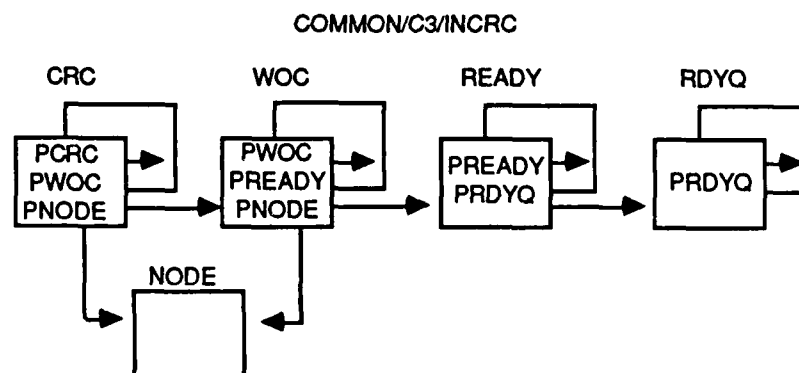 COMMON/C3/INCRC
CRC WOC READY RDYQ
PCRC
PWOC
PNODE
PWOC
PREADY
PNODE
PREADY
PRDYQ
PRDYQ
NODE